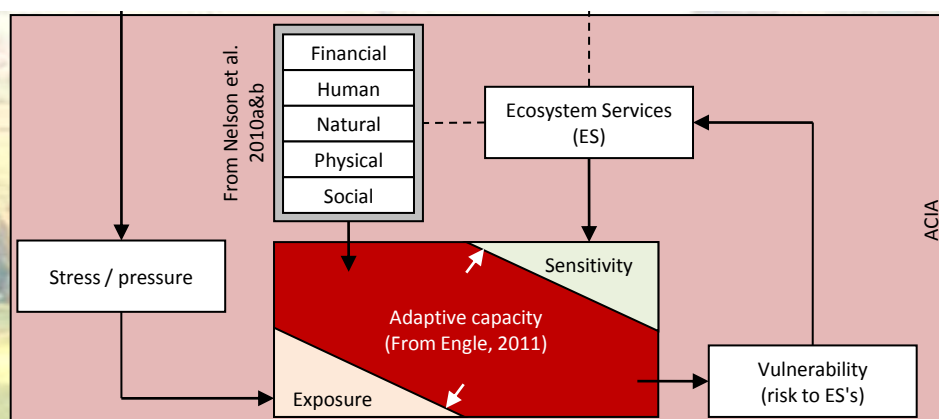 From Nelson et al.
2010a&b
Financial
Human
Natural
Physical
Social
Ecosystem Services
(ES)
ACIA
Stress / pressure
Sensitivity
Adaptive capacity
(From Engle, 2011)
Exposure
Vulnerability
(risk to ES's)